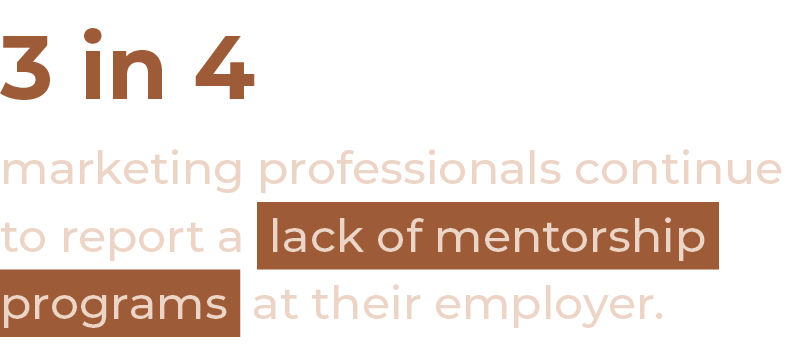 3 in 4
marketing professionals continue
to report a lack of mentorship
programs at their employer.